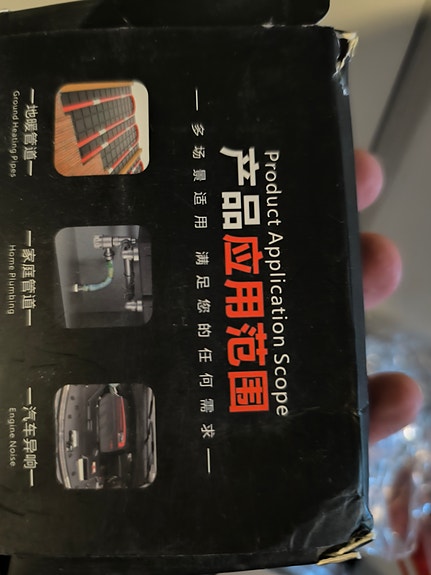 Product Application Scope
产品应用范围
多场景适用 满足您的任何需求
地暖管道
Ground Heating Pipes
家庭管道
Home Plumbing
汽车异响
Engine Noise